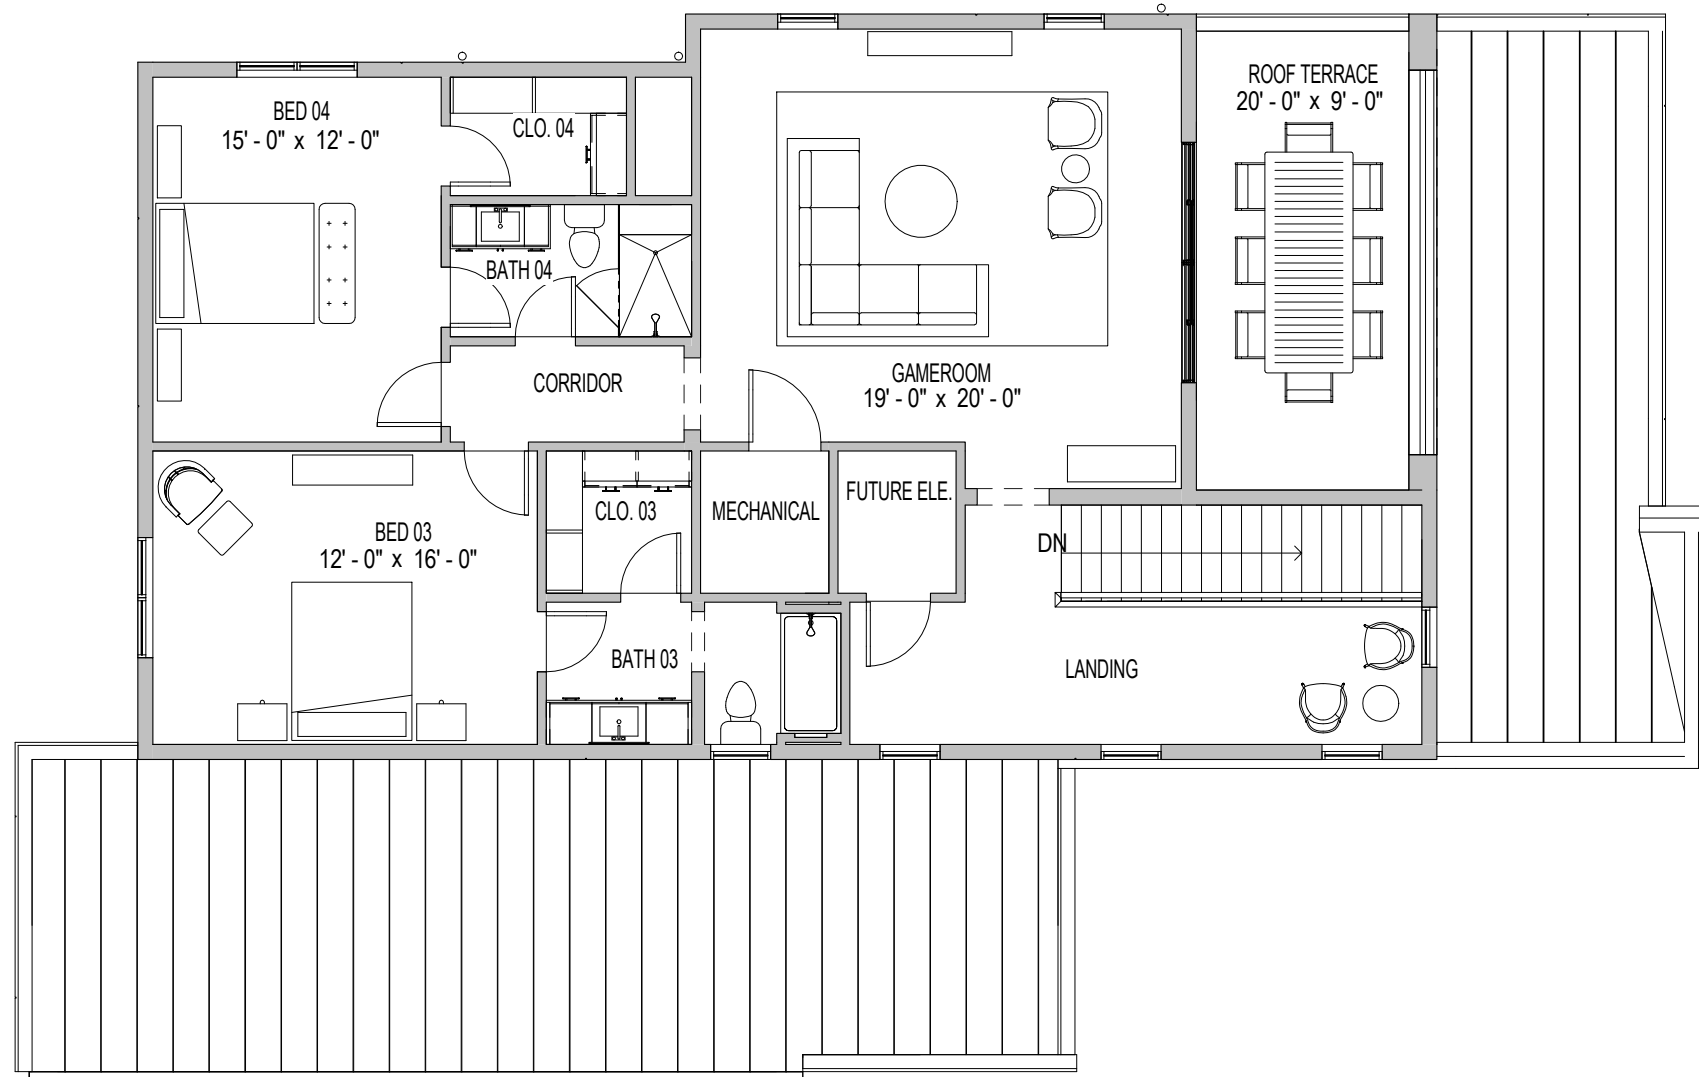 ROOF TERRACE
20' - 0" x 9' - 0"
BED 04
15' - 0" x 12' - 0"
CLO. 04
BATH 04
CORRIDOR
GAMEROOM
19' - 0" x 20' - 0"
BED 03
12' - 0" x 16' - 0"
CLO. 03
MECHANICAL
FUTURE ELE.
DN
BATH 03
LANDING